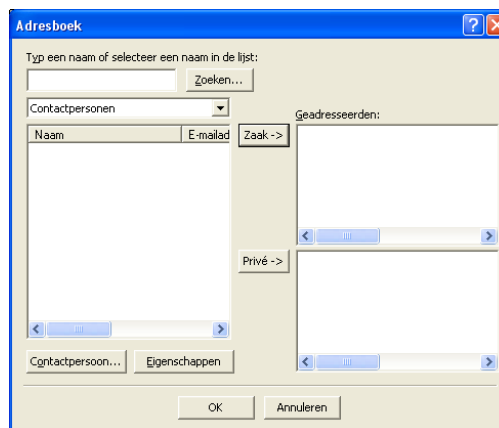 Adresboek
Typ een naam of selecteer een naam in de lijst:
Zoeken...
Contactpersonen
Geadresseerden:
Naam E-mailad
Zaak ->
Privé ->
Contactpersoon... Eigenschappen
OK Annuleren